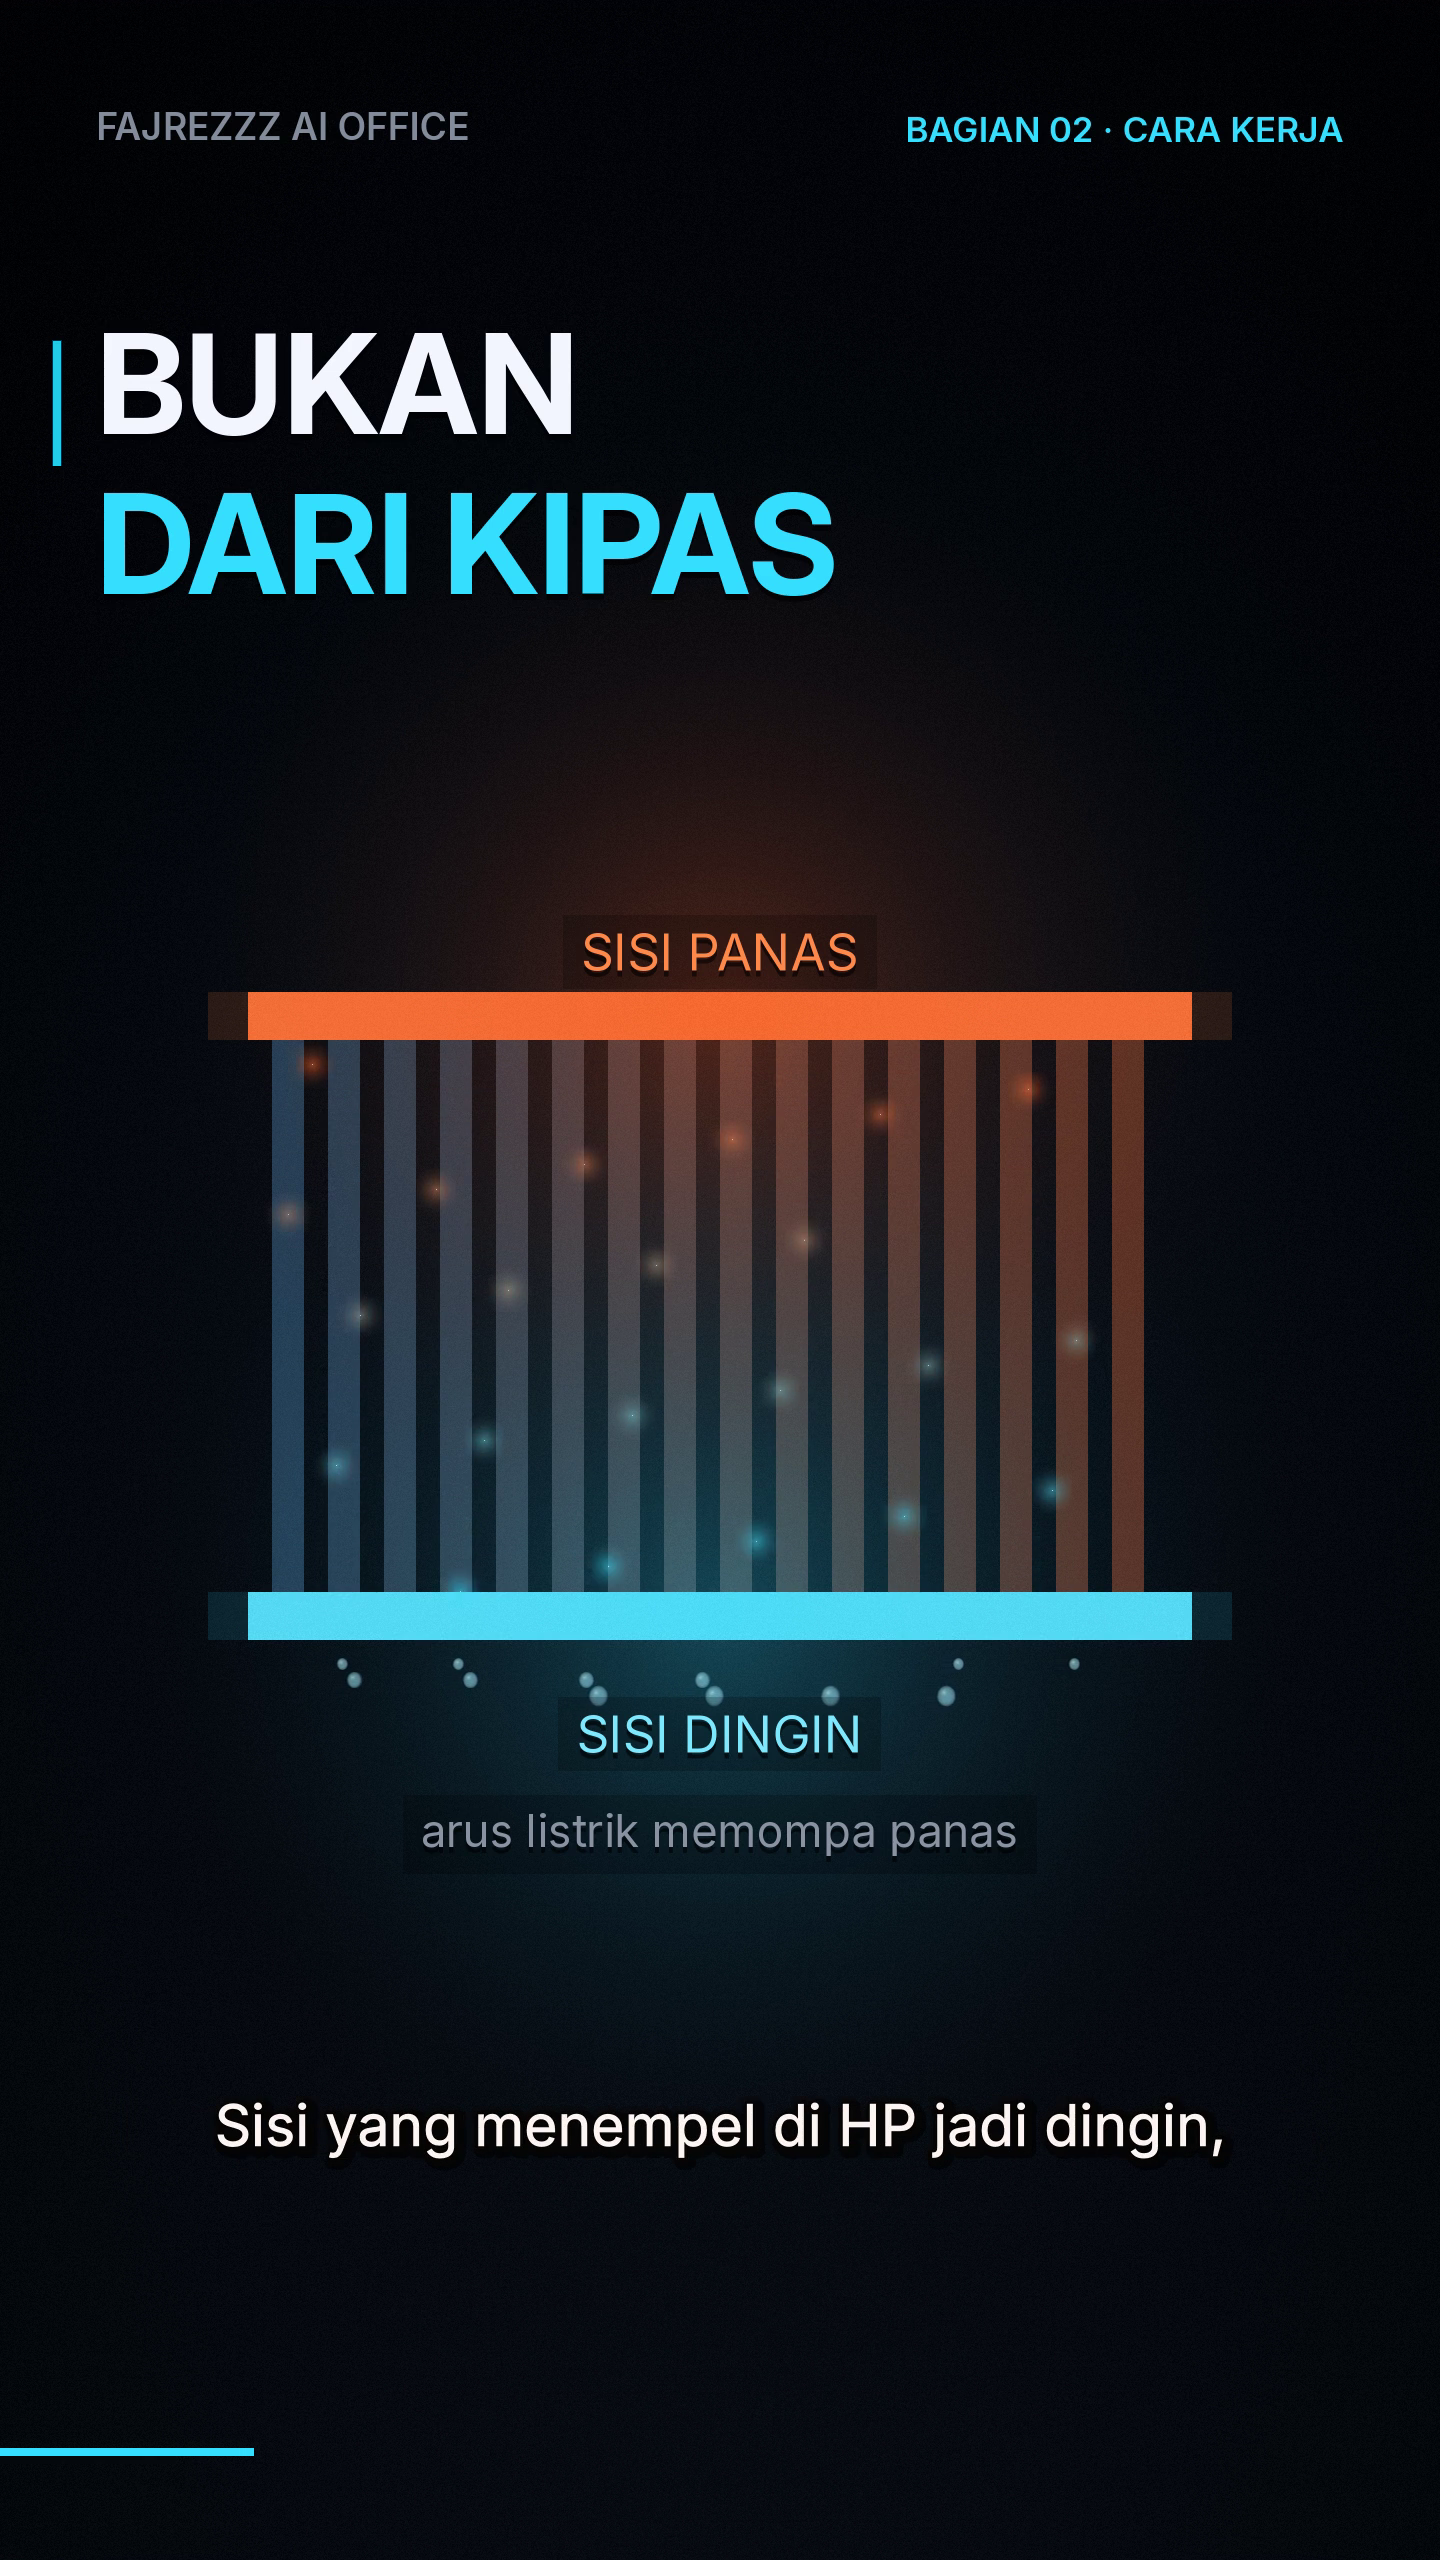 FAJREZZZ AI OFFICE
BAGIAN 02 · CARA KERJA
BUKAN
DARI KIPAS
SISI PANAS
SISI DINGIN
arus listrik memompa panas
Sisi yang menempel di HP jadi dingin,